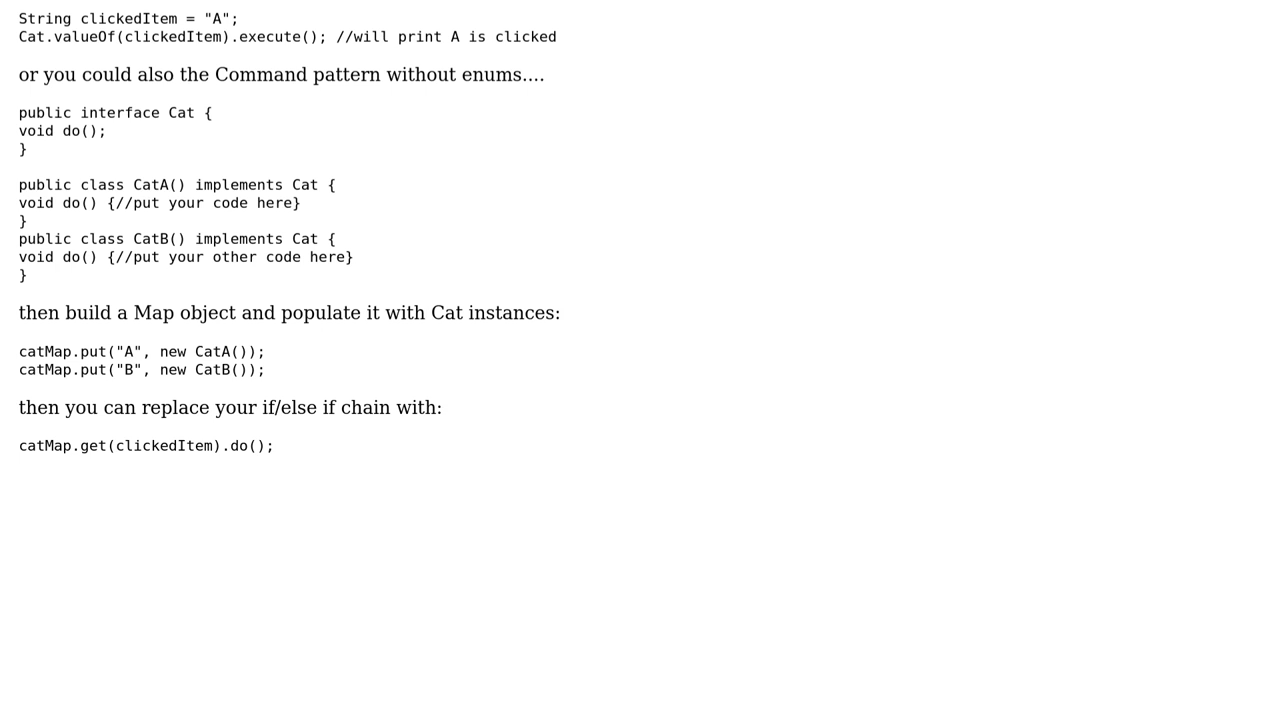 String clickedItem = "A";
Cat.valueOf(clickedItem).execute(); //will print A is clicked
or you could also the Command pattern without enums....
public interface Cat {
void do();
}
public class CatA() implements Cat {
void do() {//put your code here}
}
public class CatB() implements Cat {
void do() {//put your other code here}
}
then build a Map object and populate it with Cat instances:
catMap.put("A", new CatA());
catMap.put("B", new CatB());
then you can replace your if/else if chain with:
catMap.get(clickedItem).do();